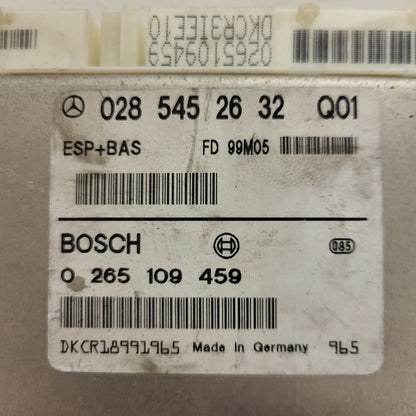 0265109459
DKCR31EE10
028 545 26 32 Q01
ESP+BAS FD 99M05
BOSCH 085
0 265 109 459
DKCR18991965 Made in Germany 965